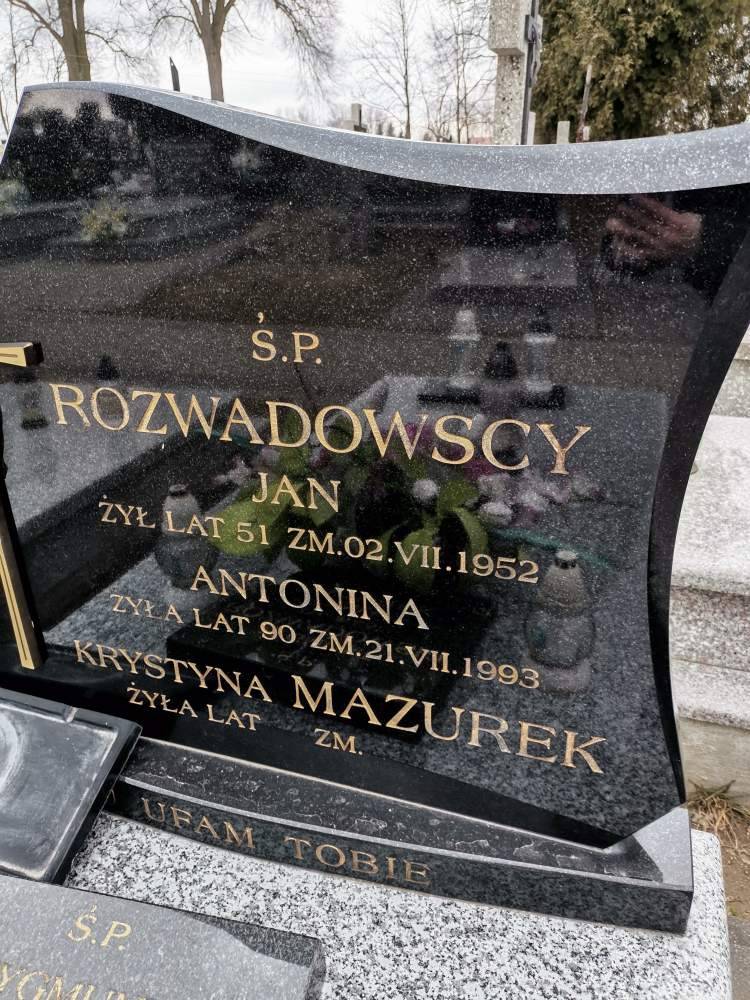 Ś.P.
ROZWADOWSCY
JAN
ŻYŁ LAT 51 ZM.02.VII.1952
ANTONINA
ŻYŁA LAT 90 ZM.21.VII.1993
KRYSTYNA MAZUREK
ŻYŁA LAT ZM.
UFAM TOBIE
Ś.P.